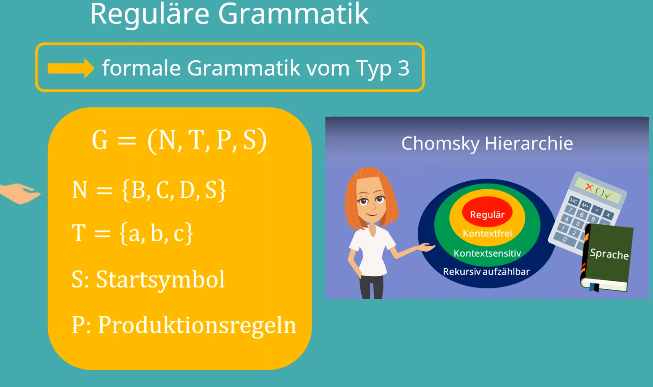 Reguläre Grammatik
formale Grammatik vom Typ 3
G = (N, T, P, S)
N = {B, C, D, S}
T = {a, b, c}
S: Startsymbol
P: Produktionsregeln
Chomsky Hierarchie
Regulär
Kontextfrei
Kontextsensitiv
Rekursiv aufzählbar
Sprache